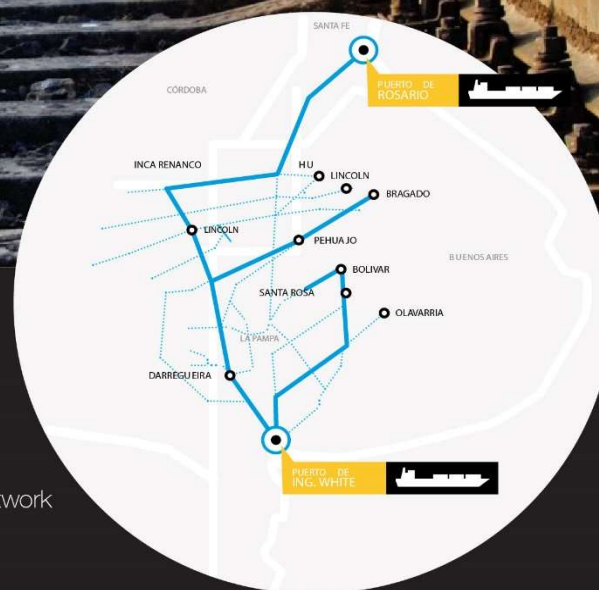 SANTA FE
PUERTO DE
ROSARIO
CÓRDOBA
INCA RENANCO
HU
LINCOLN
BRAGADO
LINCOLN
PEHUAJO
BUENOS AIRES
BOLIVAR
SANTA ROSA
OLAVARRIA
LA PAMPA
DARREGUEIRA
PUERTO DE
ING. WHITE